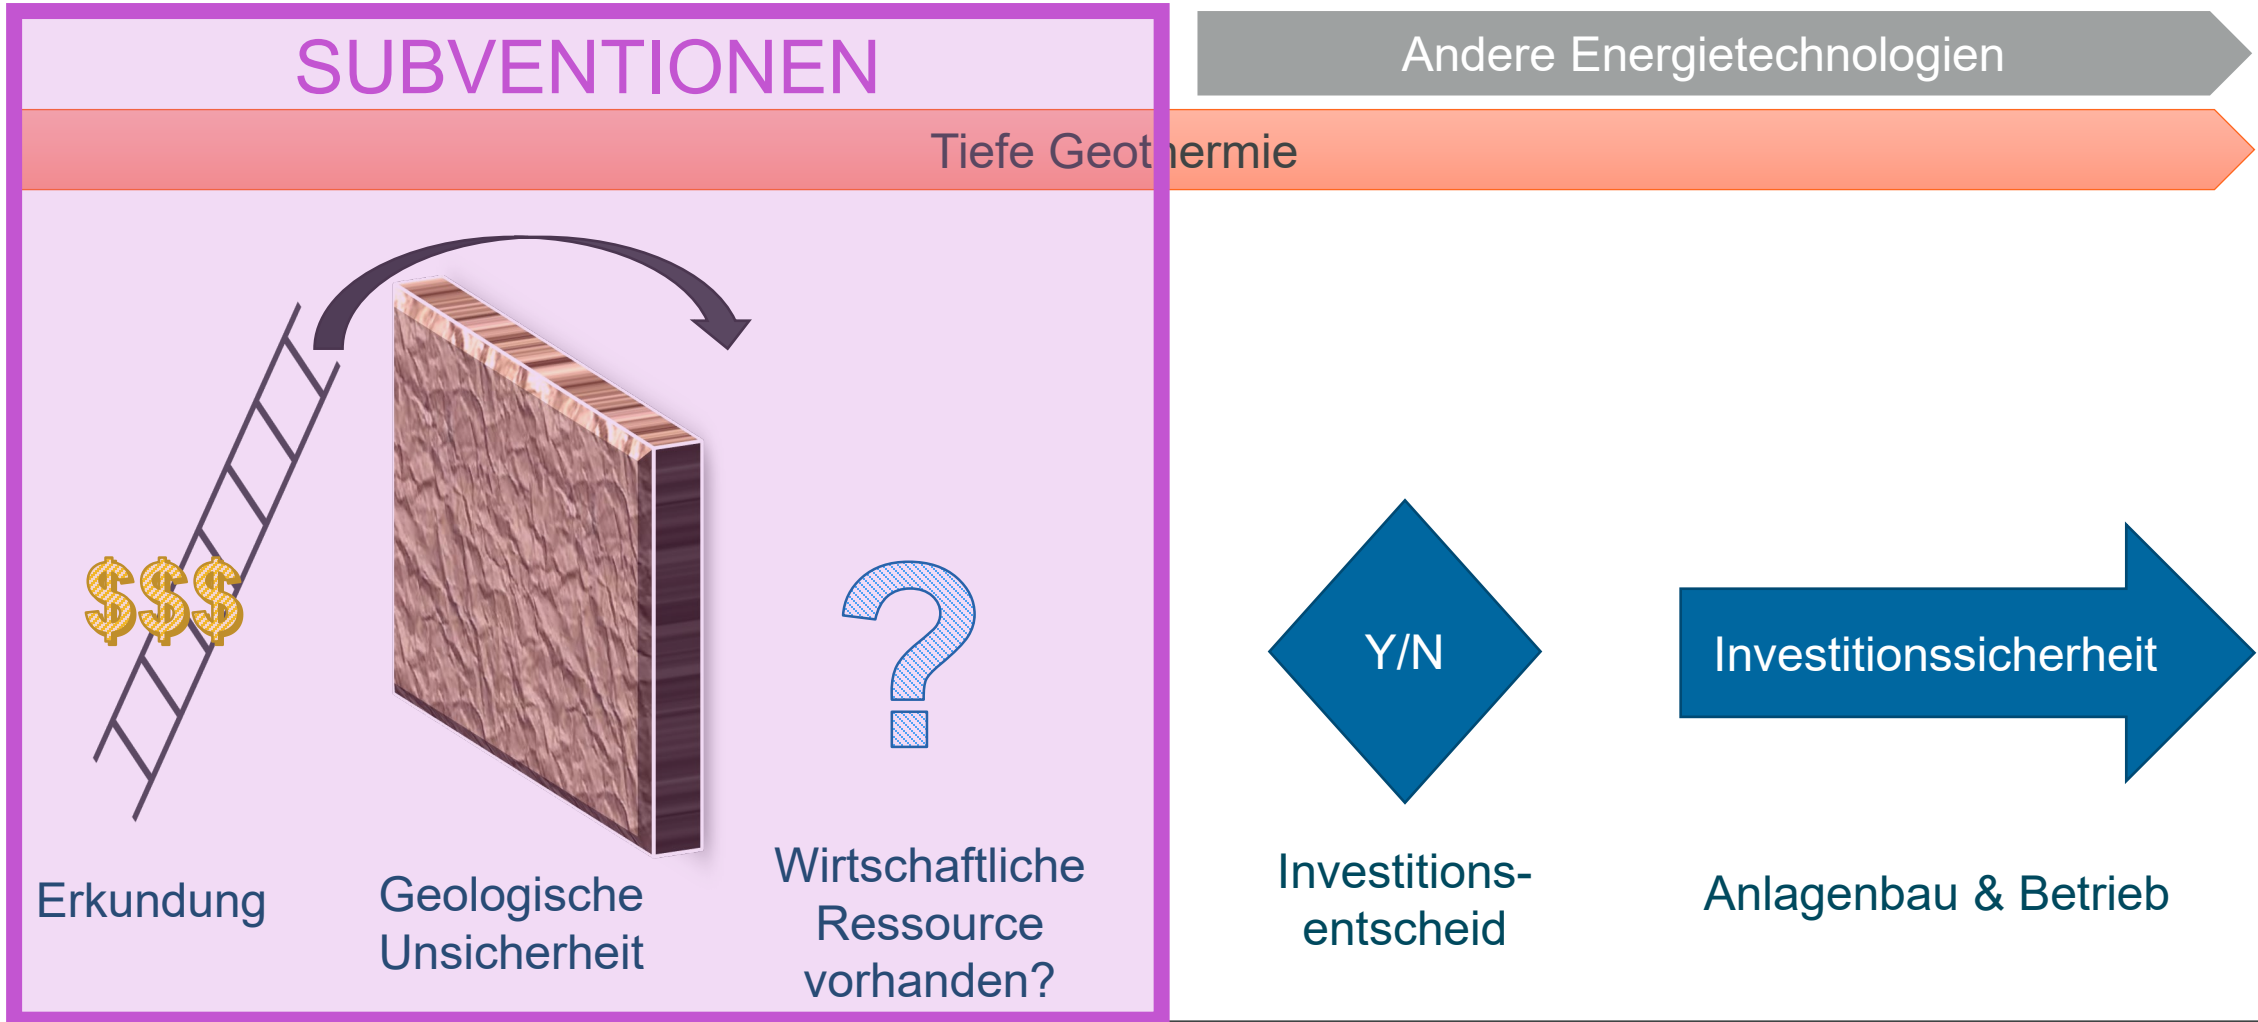 SUBVENTIONEN
Andere Energietechnologien
Tiefe Geothermie
$$$
Y/N
Investitionssicherheit
Erkundung
Geologische
Unsicherheit
Wirtschaftliche
Ressource
vorhanden?
Investitions-
entscheid
Anlagenbau & Betrieb